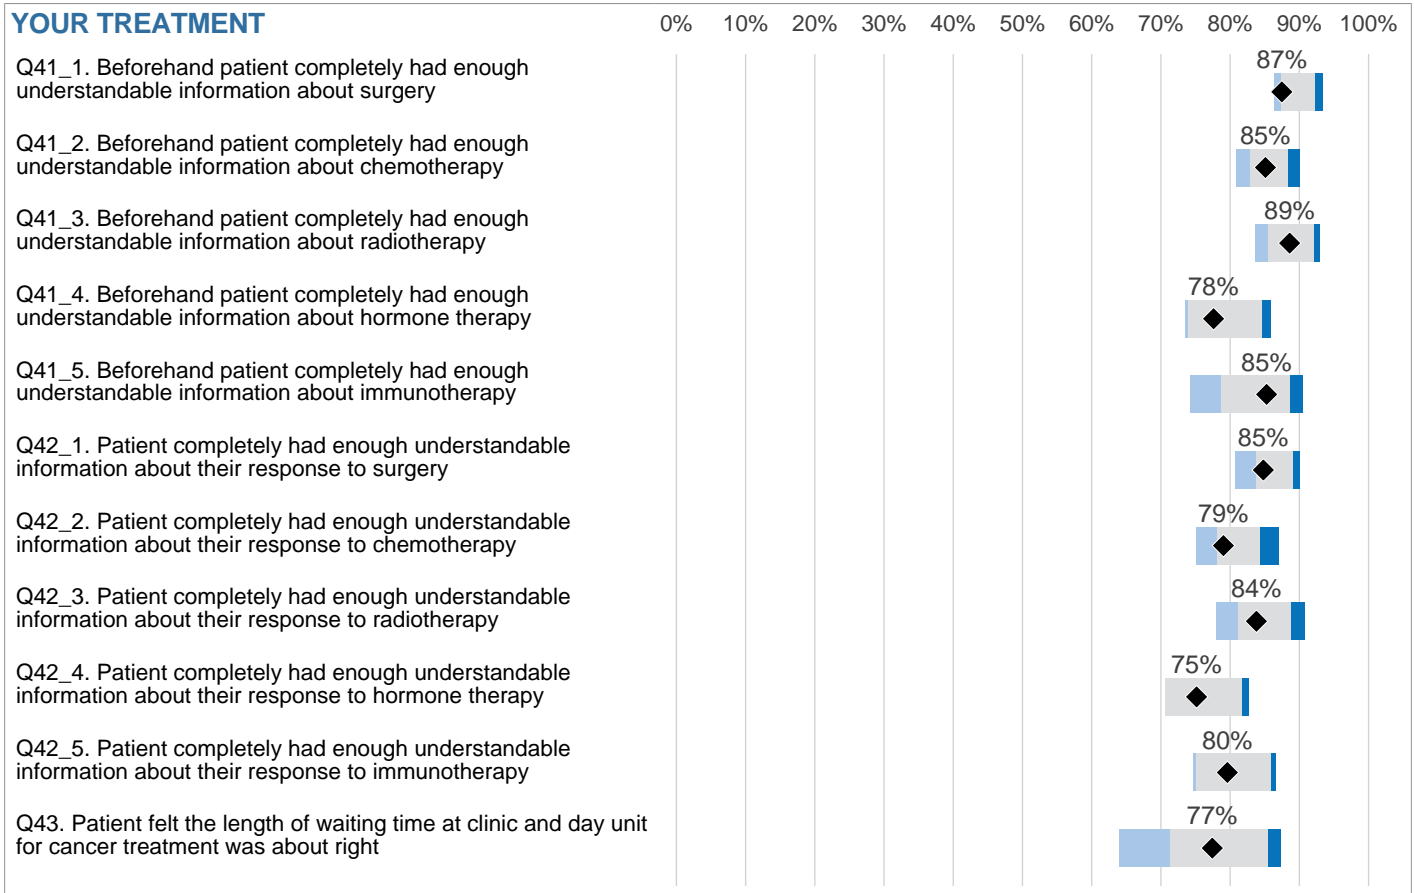 YOUR TREATMENT
0% 10% 20% 30% 40% 50% 60% 70% 80% 90% 100%
Q41_1. Beforehand patient completely had enough
understandable information about surgery
87%
Q41_2. Beforehand patient completely had enough
understandable information about chemotherapy
85%
Q41_3. Beforehand patient completely had enough
understandable information about radiotherapy
89%
Q41_4. Beforehand patient completely had enough
understandable information about hormone therapy
78%
Q41_5. Beforehand patient completely had enough
understandable information about immunotherapy
85%
Q42_1. Patient completely had enough understandable
information about their response to surgery
85%
Q42_2. Patient completely had enough understandable
information about their response to chemotherapy
79%
Q42_3. Patient completely had enough understandable
information about their response to radiotherapy
84%
Q42_4. Patient completely had enough understandable
information about their response to hormone therapy
75%
Q42_5. Patient completely had enough understandable
information about their response to immunotherapy
80%
Q43. Patient felt the length of waiting time at clinic and day unit
for cancer treatment was about right
77%